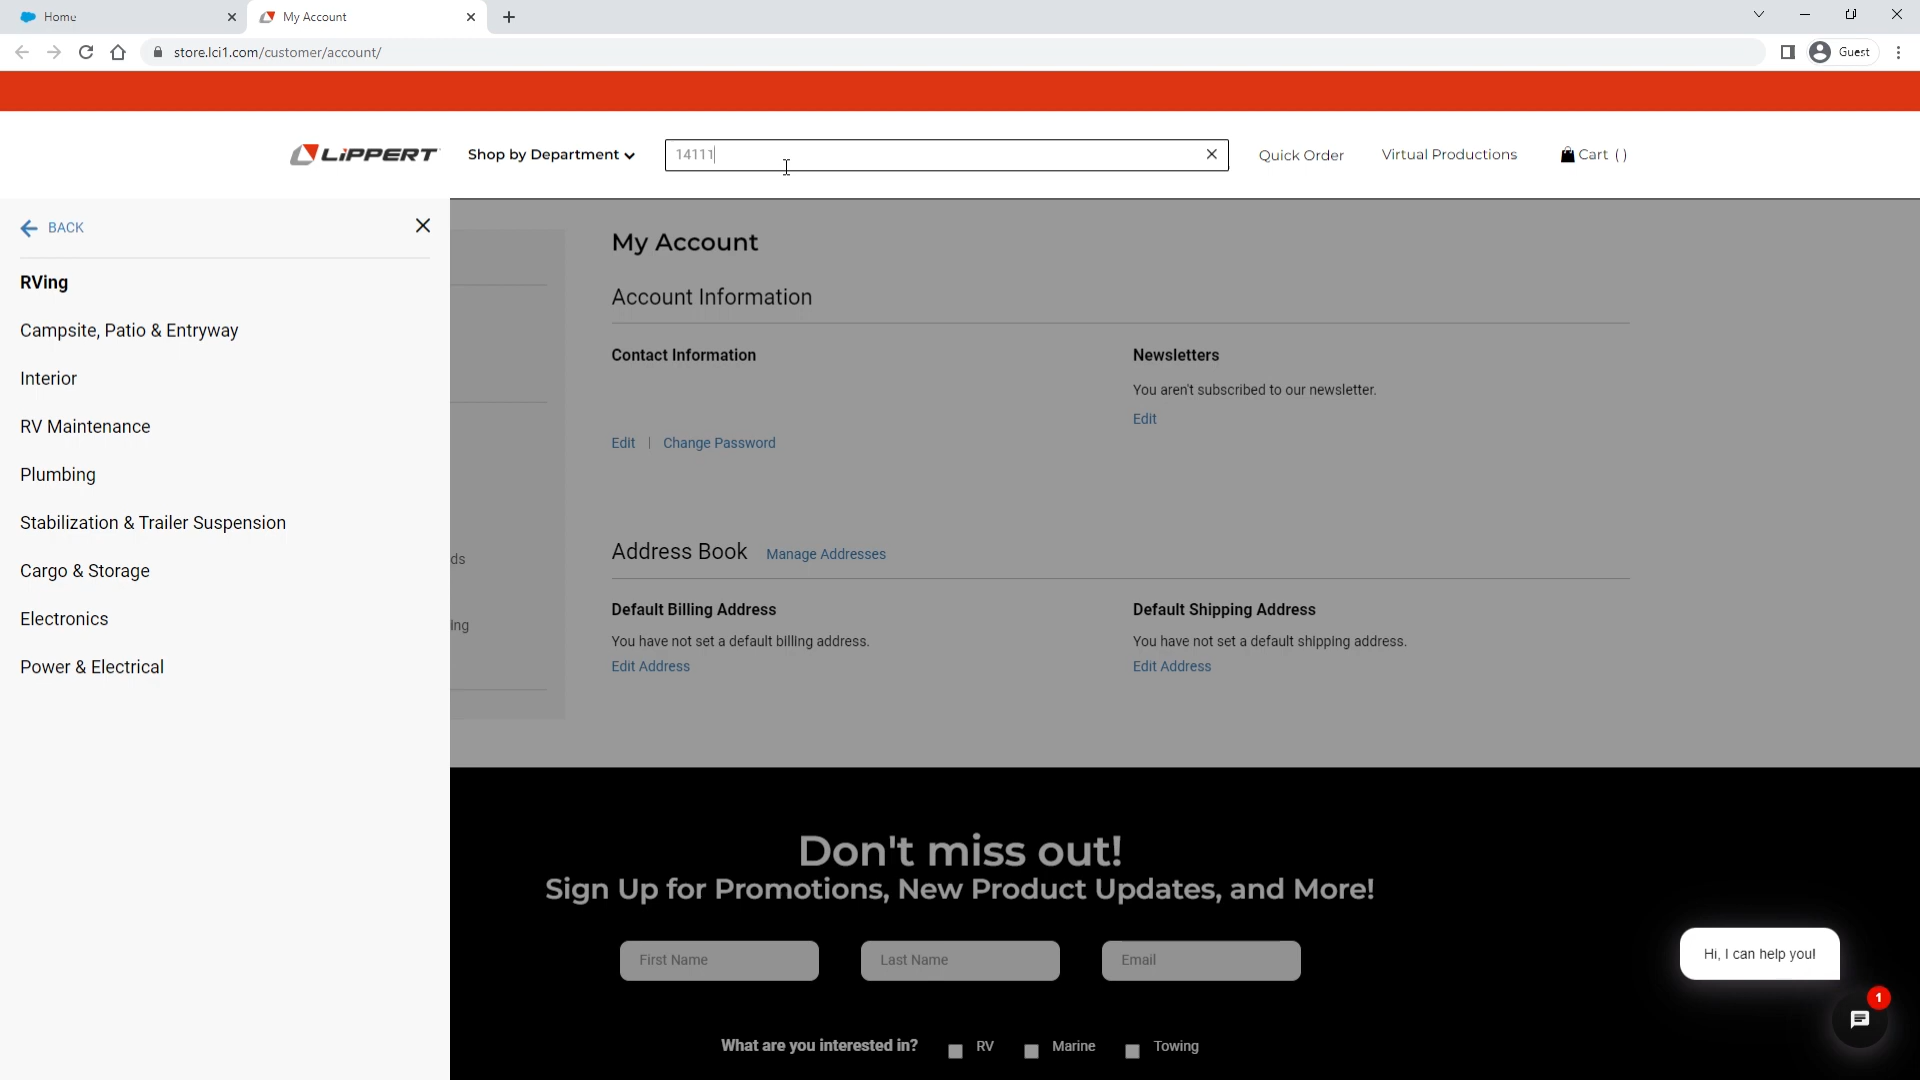 Home
My Account
store.lci1.com/customer/account/
Guest
LIPPERT
Shop by Department
14111
Quick Order
Virtual Productions
Cart ( )
BACK
RVing
Campsite, Patio & Entryway
Interior
RV Maintenance
Plumbing
Stabilization & Trailer Suspension
Cargo & Storage
Electronics
Power & Electrical
ds
ing
My Account
Account Information
Contact Information
Newsletters
You aren't subscribed to our newsletter.
Edit
Edit | Change Password
Address Book Manage Addresses
Default Billing Address
Default Shipping Address
You have not set a default billing address.
You have not set a default shipping address.
Edit Address
Edit Address
Don't miss out!
Sign Up for Promotions, New Product Updates, and More!
First Name
Last Name
Email
What are you interested in?
RV
Marine
Towing
Hi, I can help you!
1